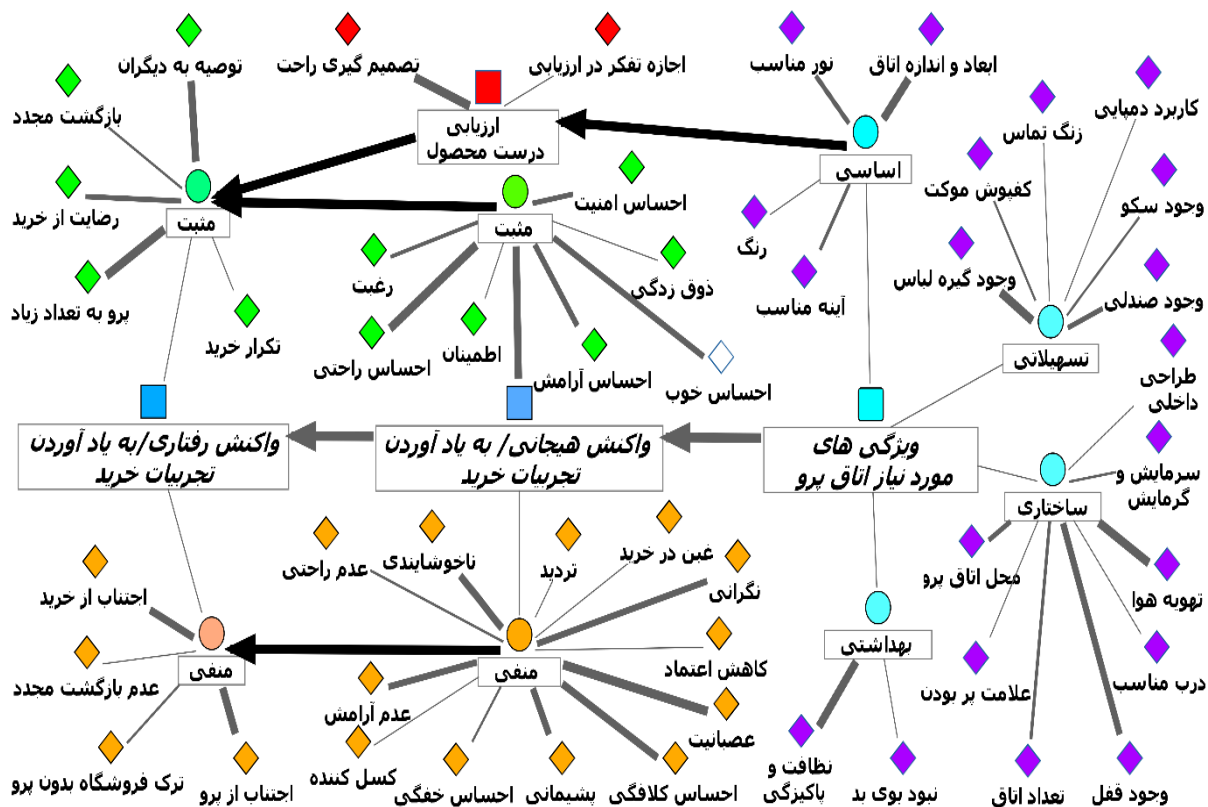 اجازه تفکر در ارزیابی
تصمیم گیری راحت
ارزیابی
درست محصول
ابعاد و اندازه اتاق
نور مناسب
اساسی
رنگ
آینه مناسب
کاربرد دمپایی
زنگ تماس
کفپوش موکت
وجود سکو
وجود گیره لباس
وجود صندلی
تسهیلاتی
توصیه به دیگران
بازگشت مجدد
رضایت از خرید
مثبت
پرو به تعداد زیاد
تکرار خرید
احساس امنیت
مثبت
رغبت
ذوق زدگی
احساس راحتی
اطمینان
احساس آرامش
احساس خوب
ویژگی های
مورد نیاز اتاق پرو
واکنش هیجانی/ به یاد آوردن
تجربیات خرید
واکنش رفتاری/به یاد آوردن
تجربیات خرید
طراحی
داخلی
سرمایش و
گرمایش
ساختاری
محل اتاق پرو
تهویه هوا
علامت پر بودن
درب مناسب
تعداد اتاق
وجود قفل
بهداشتی
نظافت و
پاکیزگی
نبود بوی بد
غبن در خرید
تردید
ناخوشایندی
عدم راحتی
نگرانی
منفی
کاهش اعتماد
عدم آرامش
عصبانیت
کسل کننده
احساس خفگی
پشیمانی
احساس کلافگی
اجتناب از خرید
منفی
عدم بازگشت مجدد
ترک فروشگاه بدون پرو
اجتناب از پرو